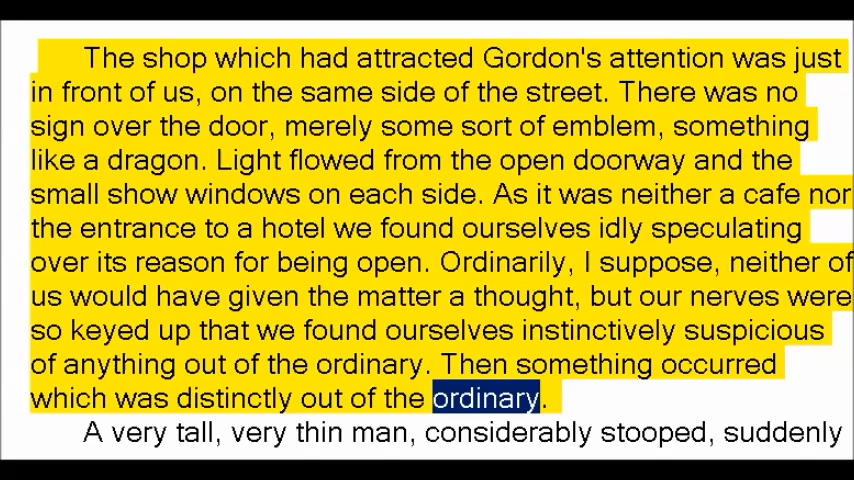 The shop which had attracted Gordon's attention was just
in front of us, on the same side of the street. There was no
sign over the door, merely some sort of emblem, something
like a dragon. Light flowed from the open doorway and the
small show windows on each side. As it was neither a cafe nor
the entrance to a hotel we found ourselves idly speculating
over its reason for being open. Ordinarily, I suppose, neither of
us would have given the matter a thought, but our nerves were
so keyed up that we found ourselves instinctively suspicious
of anything out of the ordinary. Then something occurred
which was distinctly out of the ordinary.
A very tall, very thin man, considerably stooped, suddenly